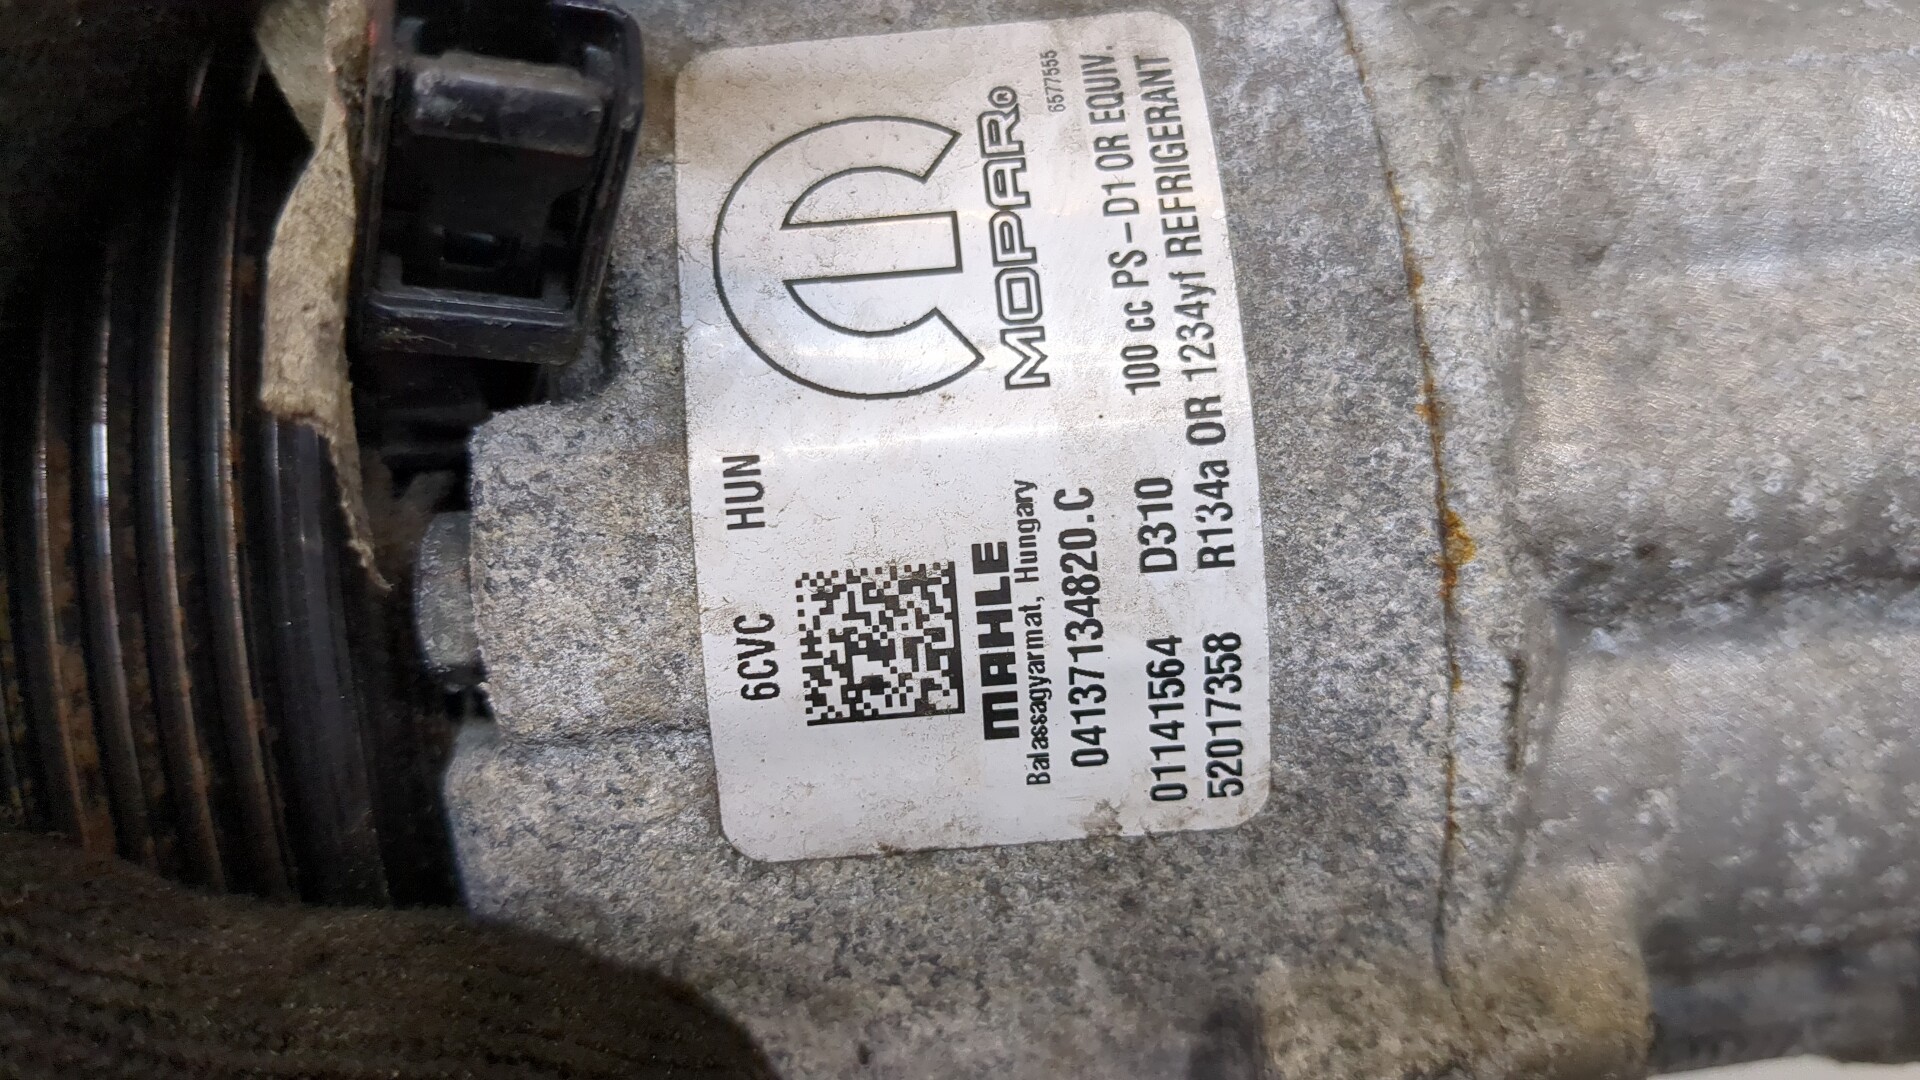 6CVC HUN
MAHLE
Balassagyarmat, Hungary
04137134820.C
01141564 D310
52017358
MOPAR®
6577555
100 cc PS-D1 OR EQUIV.
R134a OR 1234yf REFRIGERANT